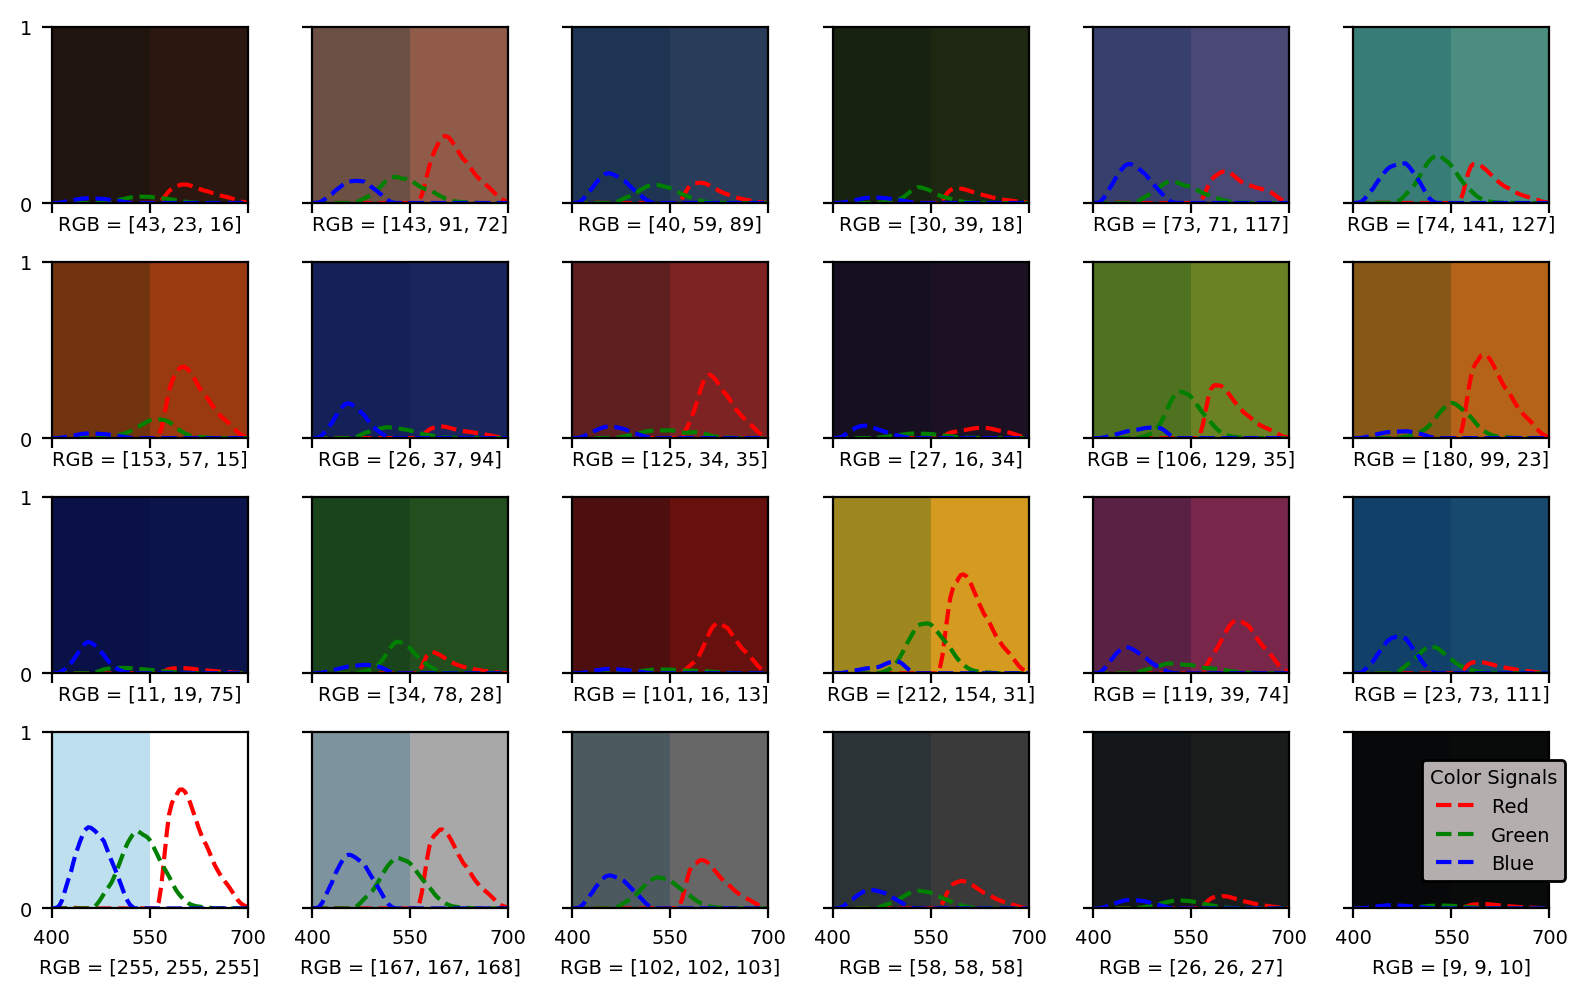 1
0
RGB = [43, 23, 16] RGB = [143, 91, 72] RGB = [40, 59, 89] RGB = [30, 39, 18] RGB = [73, 71, 117] RGB = [74, 141, 127]
1
0
RGB = [153, 57, 15] RGB = [26, 37, 94] RGB = [125, 34, 35] RGB = [27, 16, 34] RGB = [106, 129, 35] RGB = [180, 99, 23]
1
0
RGB = [11, 19, 75] RGB = [34, 78, 28] RGB = [101, 16, 13] RGB = [212, 154, 31] RGB = [119, 39, 74] RGB = [23, 73, 111]
1
Color Signals
Red
Green
Blue
0
400 550 700 400 550 700 400 550 700 400 550 700 400 550 700 400 550 700
RGB = [255, 255, 255] RGB = [167, 167, 168] RGB = [102, 102, 103] RGB = [58, 58, 58] RGB = [26, 26, 27] RGB = [9, 9, 10]